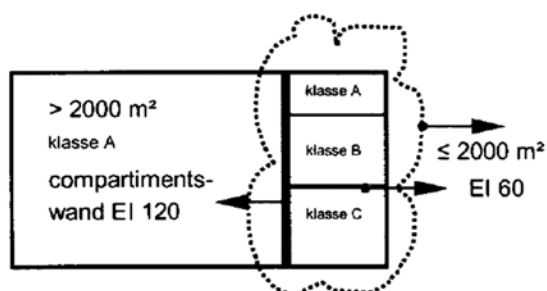 > 2000 m²
klasse A
compartiments-
wand EI 120
klasse A
klasse B
klasse C
≤ 2000 m²
EI 60